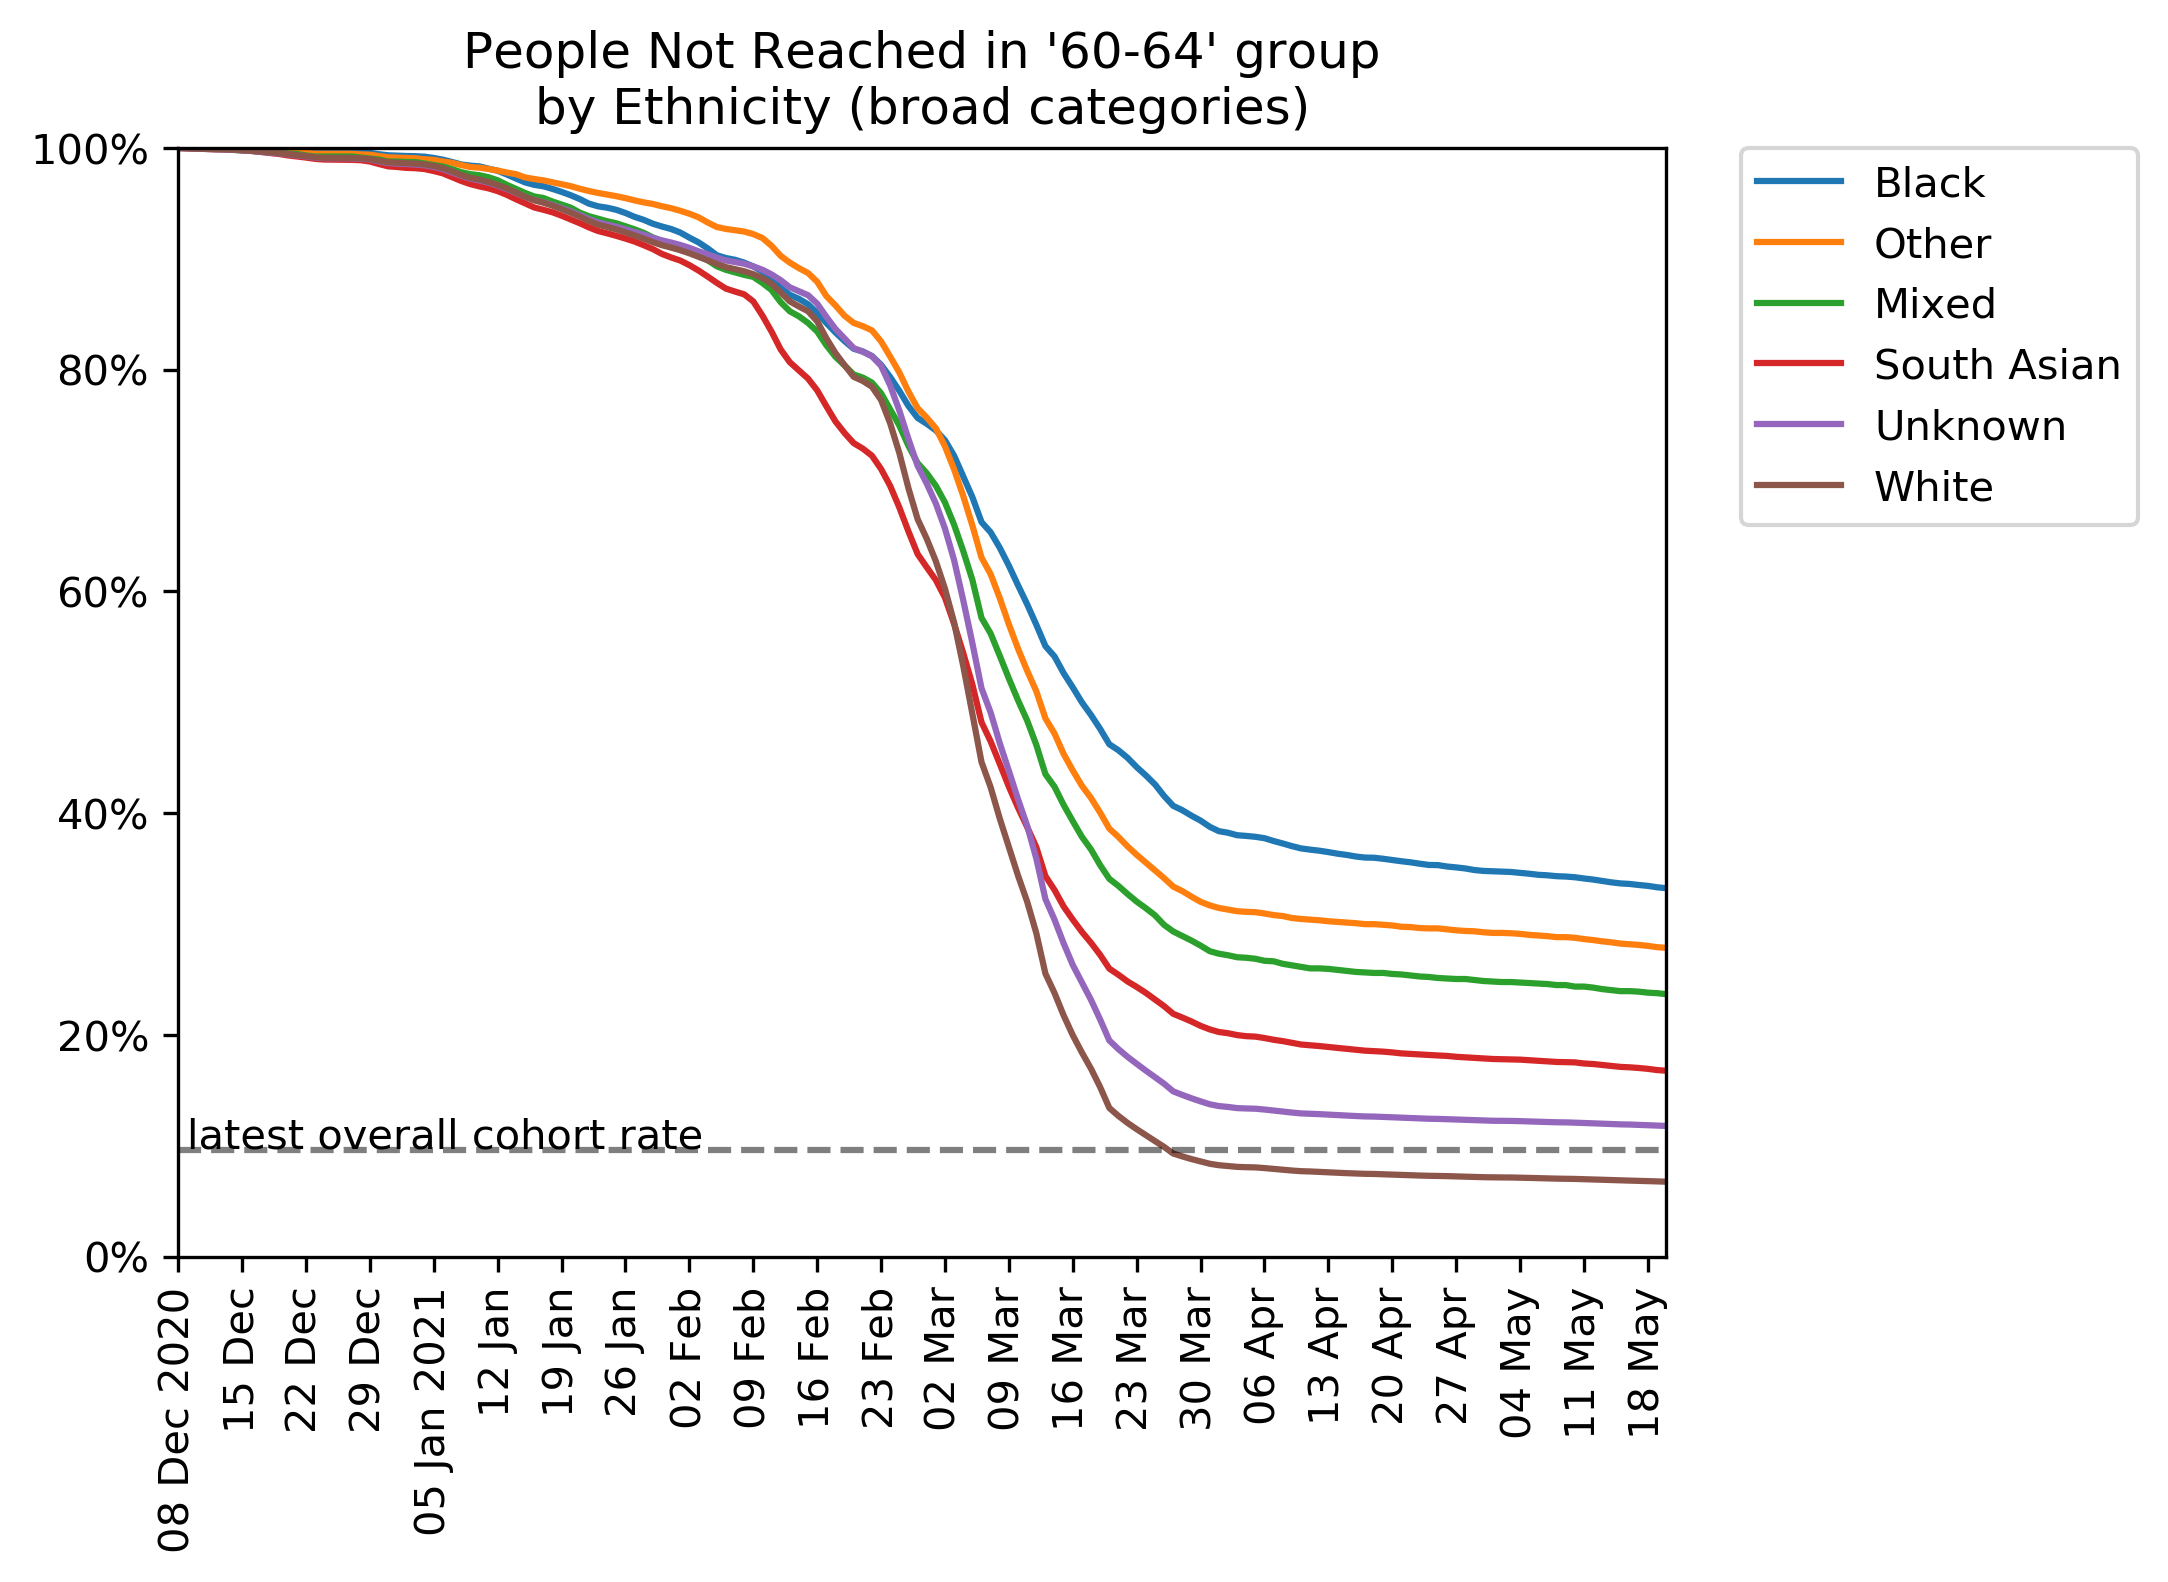 People Not Reached in '60-64' group
by Ethnicity (broad categories)
100%
80%
60%
40%
20%
0%
latest overall cohort rate
08 Dec 2020
15 Dec
22 Dec
29 Dec
05 Jan 2021
12 Jan
19 Jan
26 Jan
02 Feb
09 Feb
16 Feb
23 Feb
02 Mar
09 Mar
16 Mar
23 Mar
30 Mar
06 Apr
13 Apr
20 Apr
27 Apr
04 May
11 May
18 May
Black
Other
Mixed
South Asian
Unknown
White